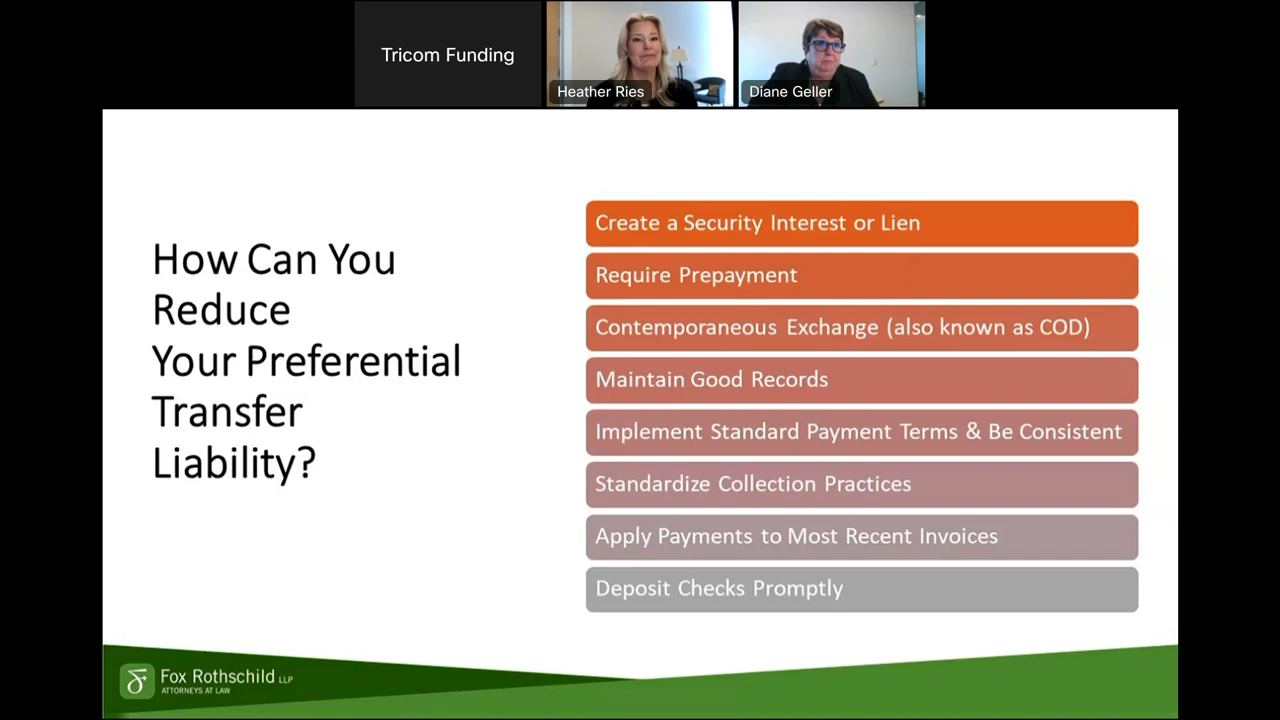 Tricom Funding
Heather Ries
Diane Geller
How Can You
Reduce
Your Preferential
Transfer
Liability?
Create a Security Interest or Lien
Require Prepayment
Contemporaneous Exchange (also known as COD)
Maintain Good Records
Implement Standard Payment Terms & Be Consistent
Standardize Collection Practices
Apply Payments to Most Recent Invoices
Deposit Checks Promptly
Fox Rothschild LLP
ATTORNEYS AT LAW